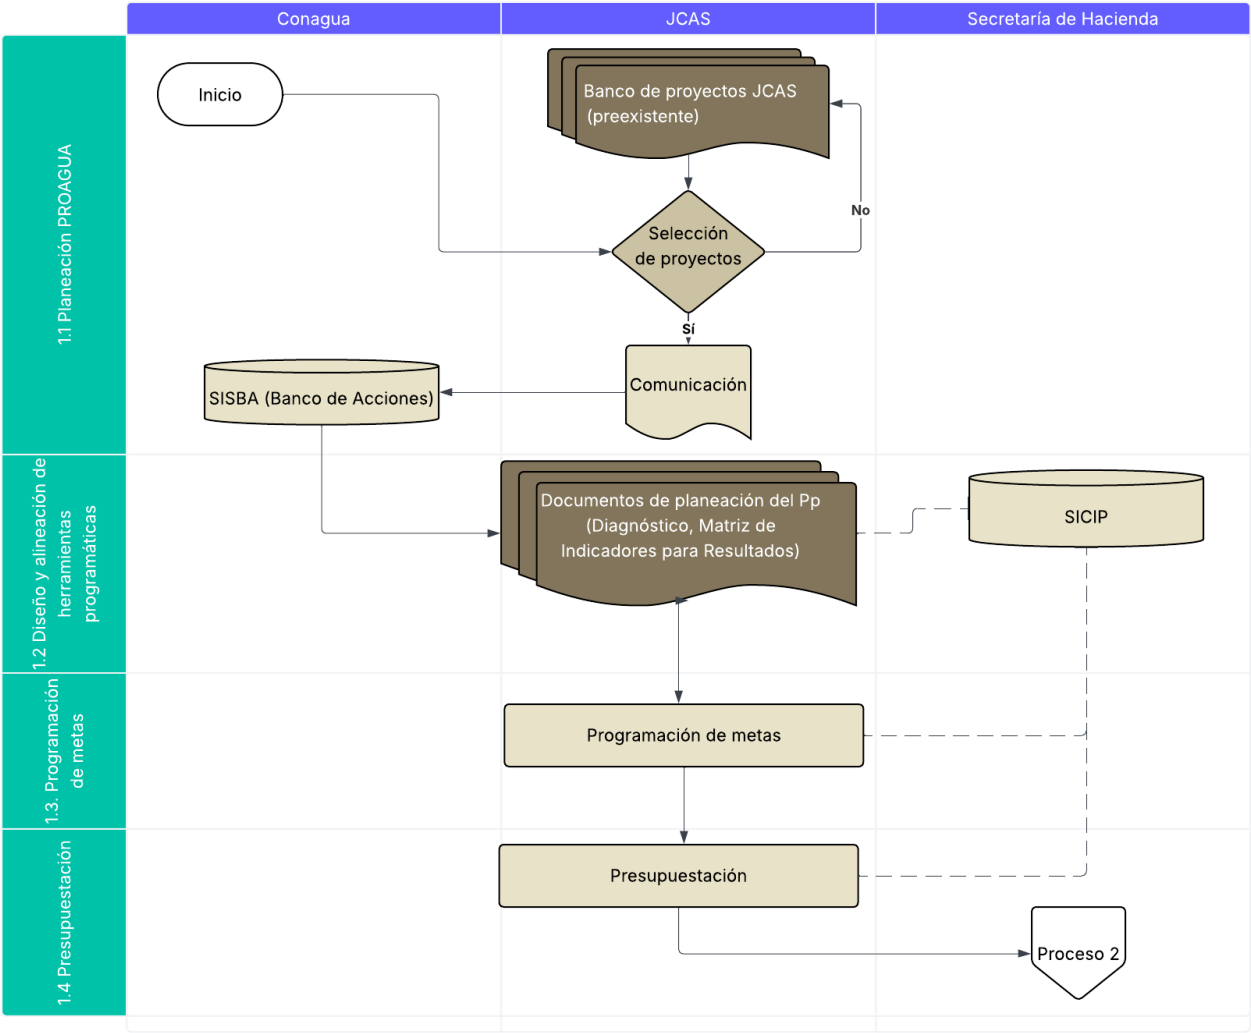 Conagua
JCAS
Secretaría de Hacienda
1.1 Planeación PROAGUA
Inicio
Banco de proyectos JCAS
(preexistente)
No
Selección
de proyectos
Sí
Comunicación
SISBA (Banco de Acciones)
1.2 Diseño y alineación de
herramientas
programáticas
Documentos de planeación del Pp
(Diagnóstico, Matriz de
Indicadores para Resultados)
SICIP
1.3. Programación
de metas
Programación de metas
1.4 Presupuestación
Presupuestación
Proceso 2